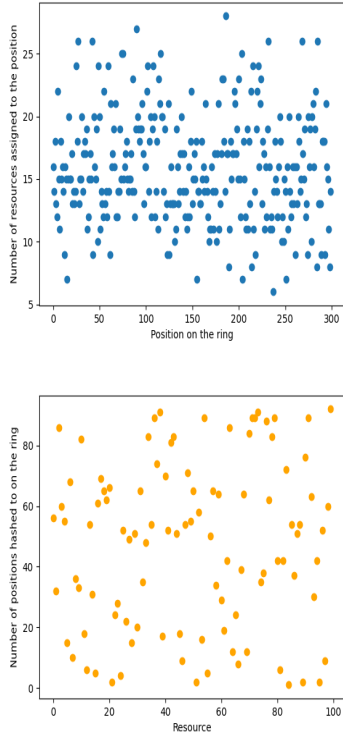 Number of resources assigned to the position
25
20
15
10
5
0 50 100 150 200 250 300
Position on the ring
Number of positions hashed to on the ring
80
60
40
20
0
0 20 40 60 80 100
Resource